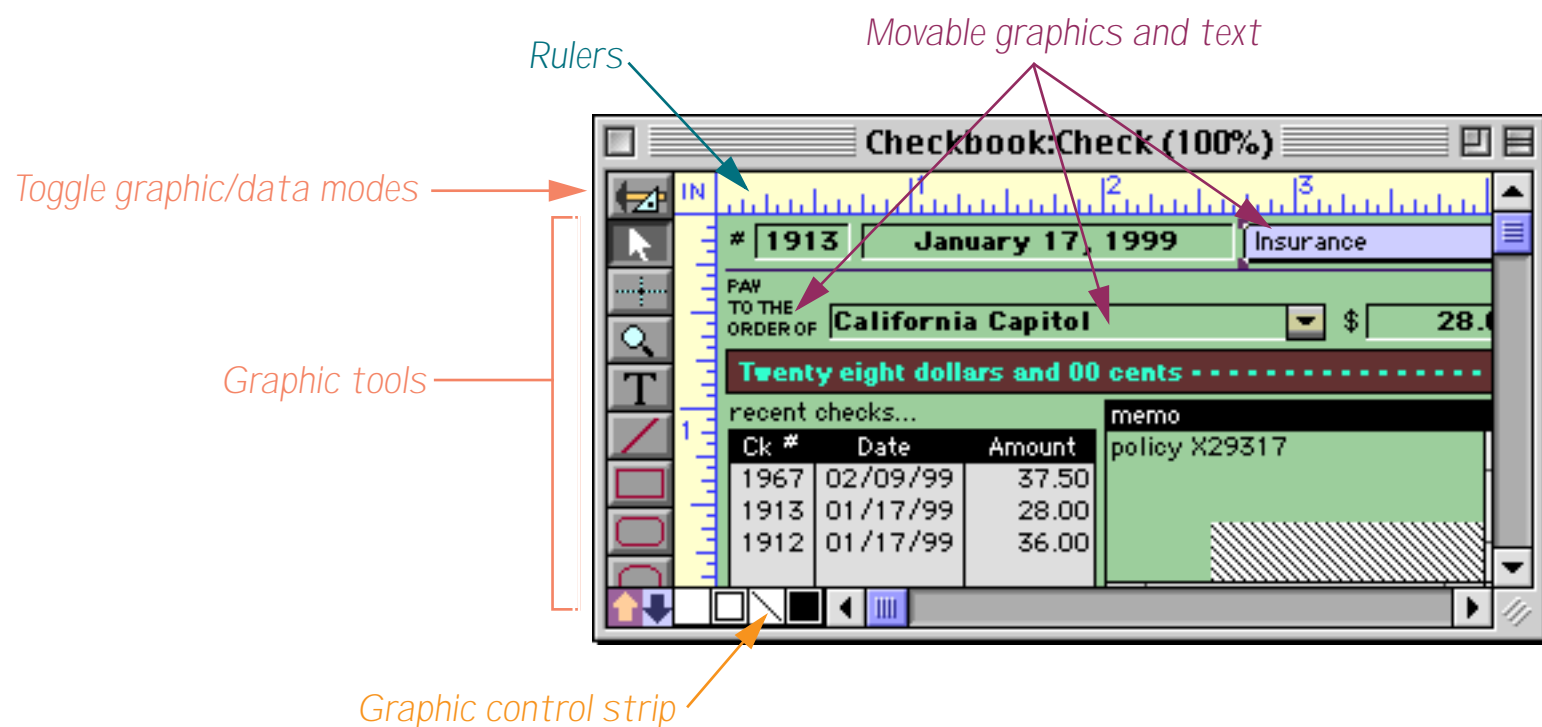 Movable graphics and text
Rulers
Checkbook:Check (100%)
Toggle graphic/data modes
IN 1 2 3
# 1913 January 17, 1999 Insurance
PAY
TO THE
ORDER OF California Capitol $ 28.
Graphic tools
T
Twenty eight dollars and 00 cents - - - - - - - - - - - - - - - -
1
recent checks... memo
Ck # Date Amount policy X29317
1967 02/09/99 37.50
1913 01/17/99 28.00
1912 01/17/99 36.00
Graphic control strip